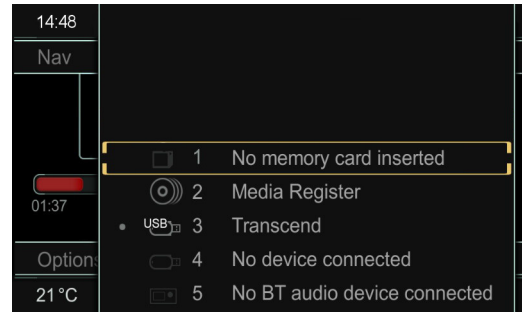 14:48
Nav
1 No memory card inserted
2 Media Register
01:37
USB 3 Transcend
Options
4 No device connected
21 °C
5 No BT audio device connected